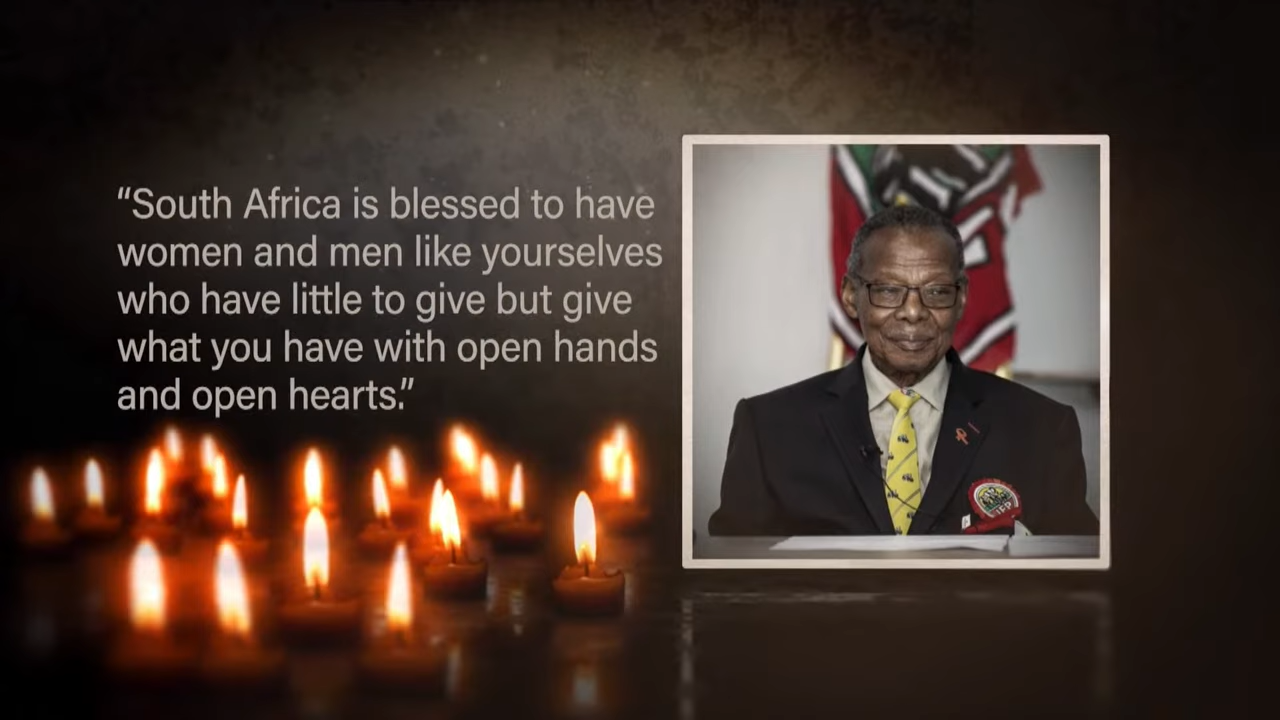 “South Africa is blessed to have
women and men like yourselves
who have little to give but give
what you have with open hands
and open hearts.”
IFP